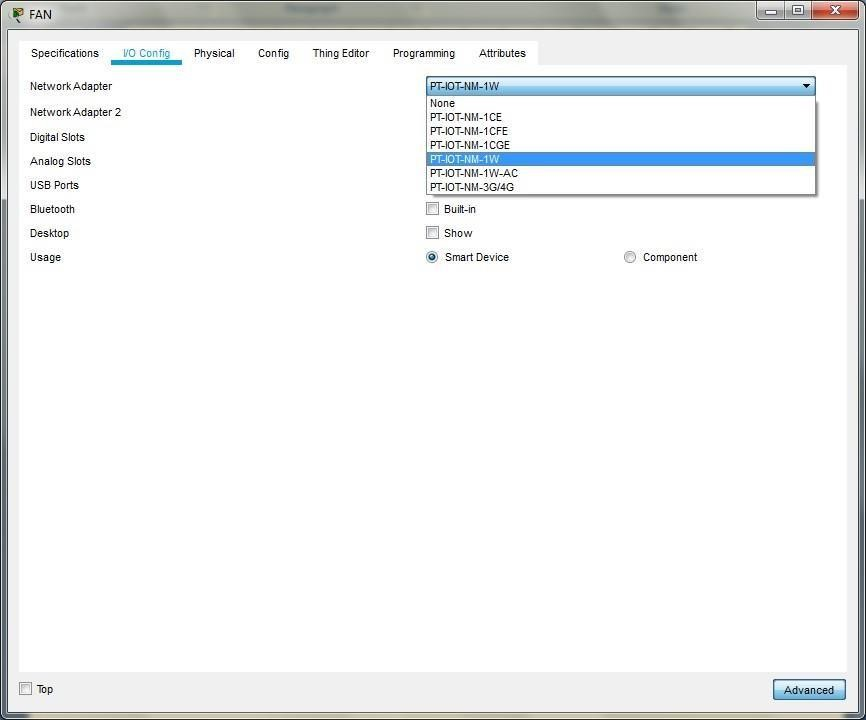 FAN
Specifications I/O Config Physical Config Thing Editor Programming Attributes
Network Adapter PT-IOT-NM-1W
None
Network Adapter 2 PT-IOT-NM-1CE
PT-IOT-NM-1CFE
Digital Slots PT-IOT-NM-1CGE
Analog Slots PT-IOT-NM-1W
PT-IOT-NM-1W-AC
USB Ports PT-IOT-NM-3G/4G
Bluetooth Built-in
Desktop Show
Usage Smart Device Component
Top Advanced